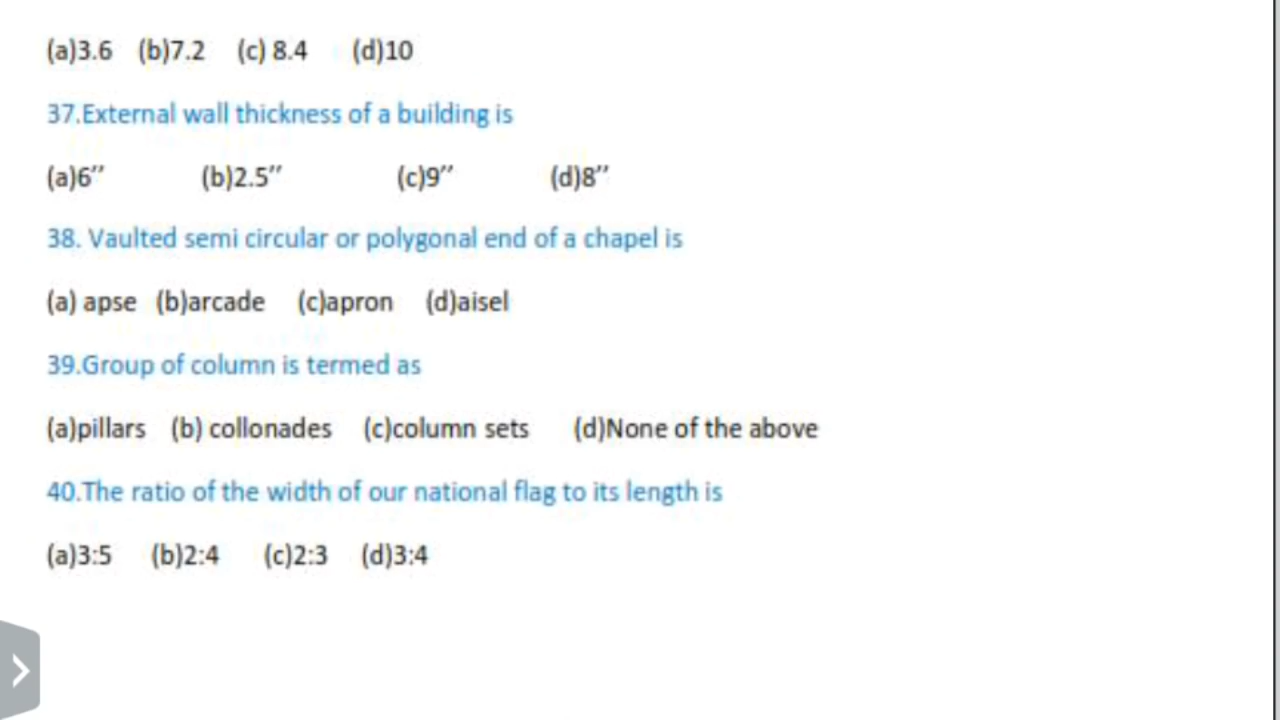 (a)3.6 (b)7.2 (c) 8.4 (d)10
37.External wall thickness of a building is
(a)6’’ (b)2.5’’ (c)9’’ (d)8’’
38. Vaulted semi circular or polygonal end of a chapel is
(a) apse (b)arcade (c)apron (d)aisel
39.Group of column is termed as
(a)pillars (b) collonades (c)column sets (d)None of the above
40.The ratio of the width of our national flag to its length is
(a)3:5 (b)2:4 (c)2:3 (d)3:4